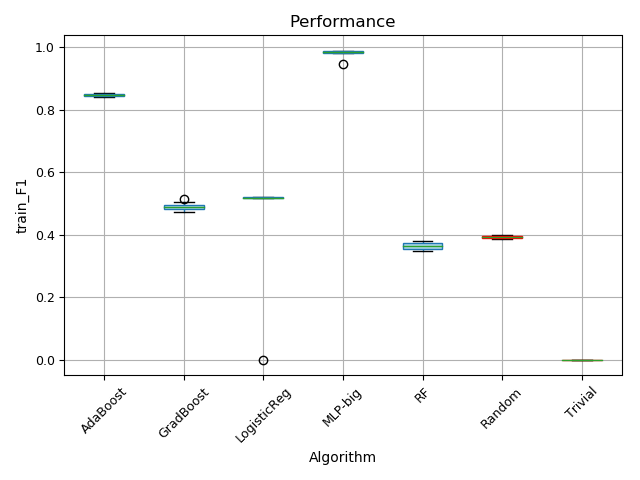 Performance
train_F1
1.0
0.8
0.6
0.4
0.2
0.0
AdaBoost
GradBoost
LogisticReg
MLP-big
RF
Random
Trivial
Algorithm